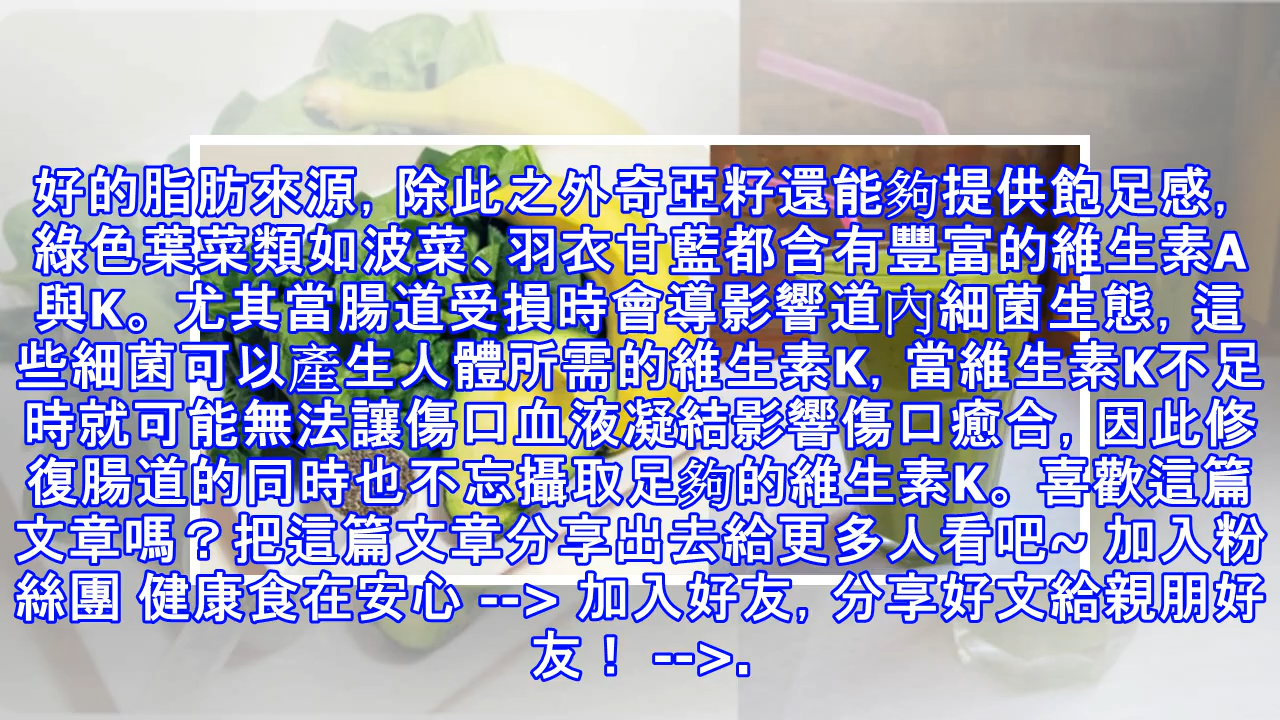 好的脂肪來源, 除此之外奇亞籽還能夠提供飽足感,
綠色葉菜類如波菜、羽衣甘藍都含有豐富的維生素A
與K。尤其當腸道受損時會導影響道內細菌生態, 這
些細菌可以產生人體所需的維生素K, 當維生素K不足
時就可能無法讓傷口血液凝結影響傷口癒合, 因此修
復腸道的同時也不忘攝取足夠的維生素K。喜歡這篇
文章嗎？把這篇文章分享出去給更多人看吧~ 加入粉
絲團 健康食在安心 --> 加入好友, 分享好文給親朋好
友！ -->.